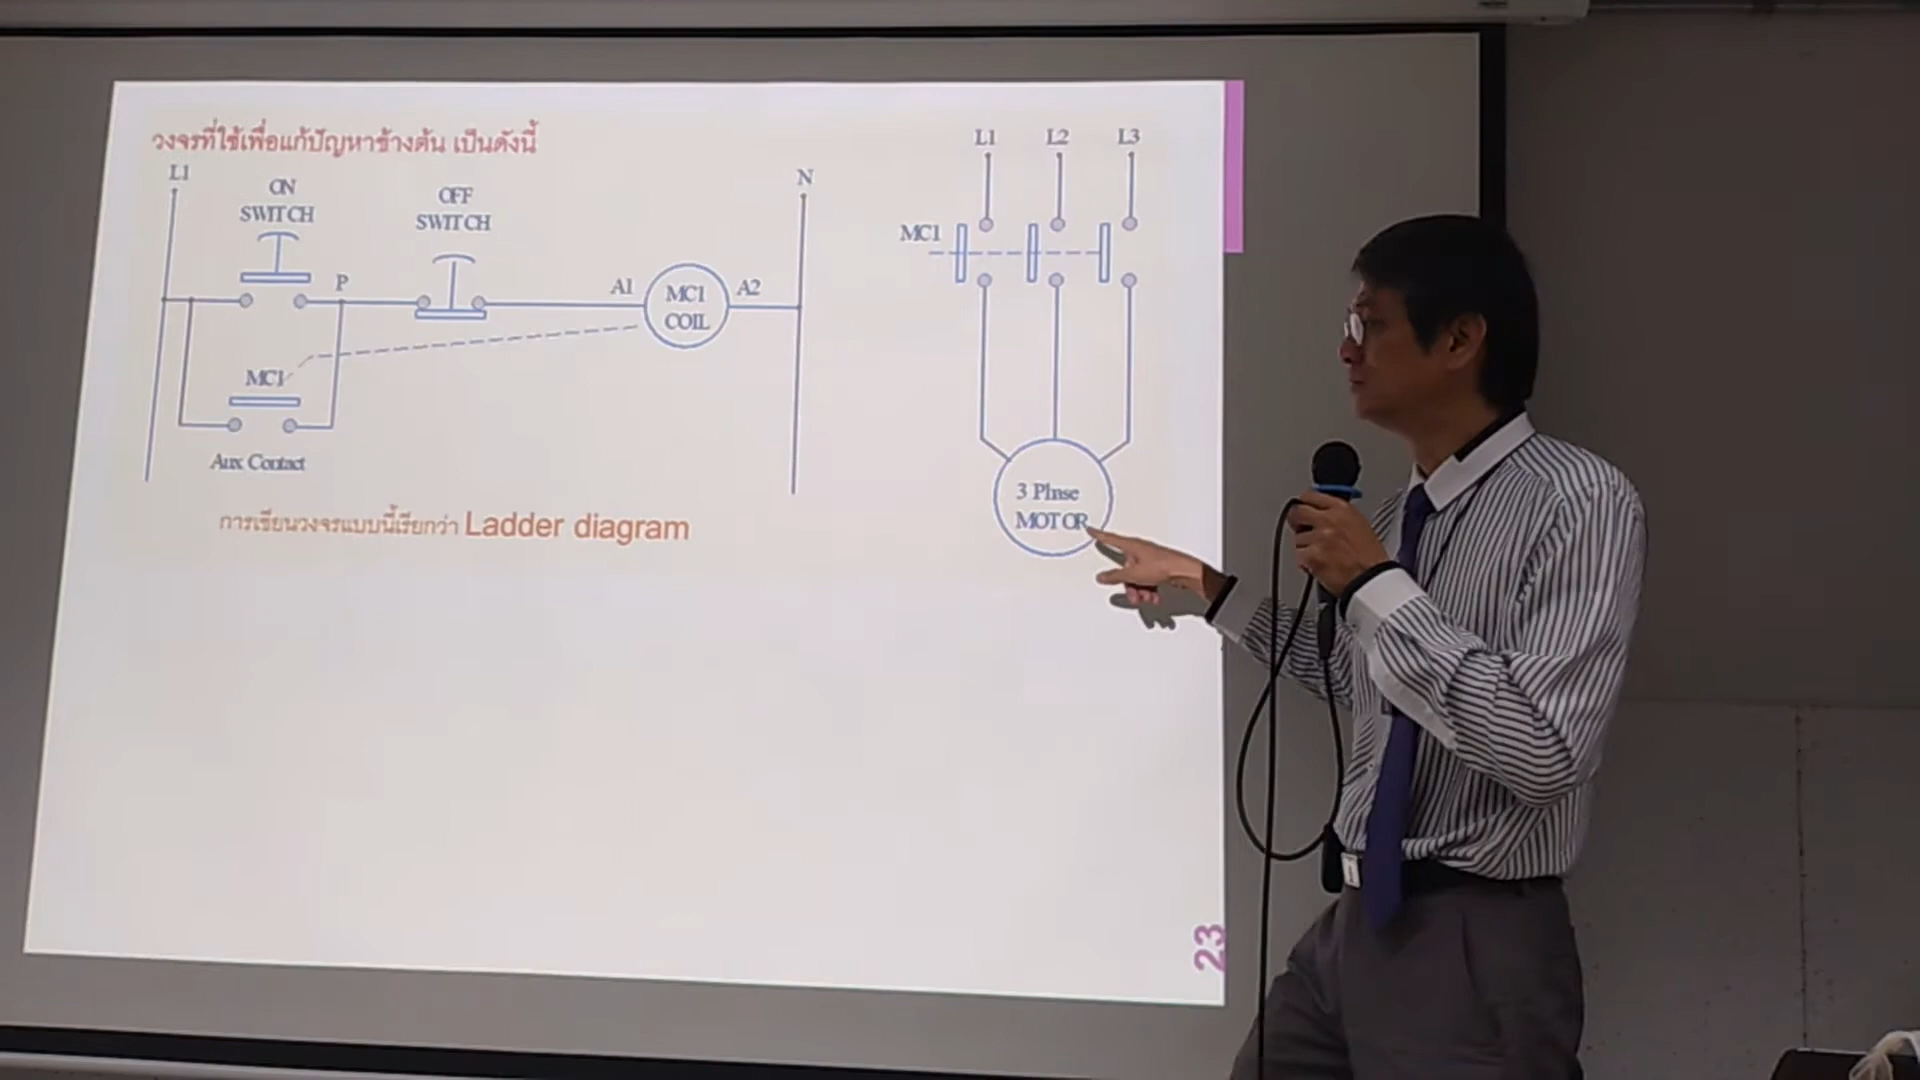 วงจรที่ใช้เพื่อแก้ปัญหาข้างต้น เป็นดังนี้
L1
ON
SWITCH
OFF
SWITCH
N
P
A1
MC1
COIL
A2
MC1
Aux Contact
การเขียนวงจรแบบนี้เรียกว่า Ladder diagram
L1 L2 L3
MC1
3 Phase
MOTOR
23